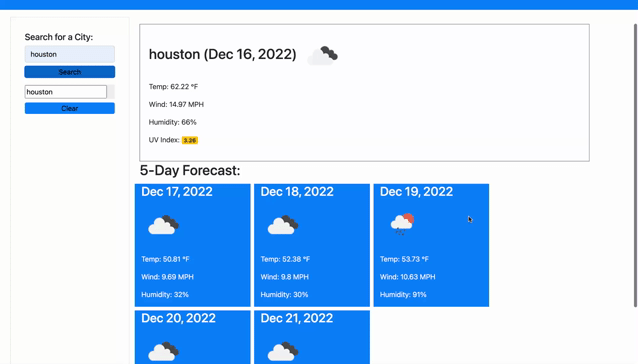 Search for a City:
houston
Search
houston
Clear
houston (Dec 16, 2022)
Temp: 62.22 °F
Wind: 14.97 MPH
Humidity: 66%
UV Index: 3.26
5-Day Forecast:
Dec 17, 2022
Temp: 50.81 °F
Wind: 9.69 MPH
Humidity: 32%
Dec 18, 2022
Temp: 52.38 °F
Wind: 9.8 MPH
Humidity: 30%
Dec 19, 2022
Temp: 53.73 °F
Wind: 10.63 MPH
Humidity: 91%
Dec 20, 2022
Dec 21, 2022